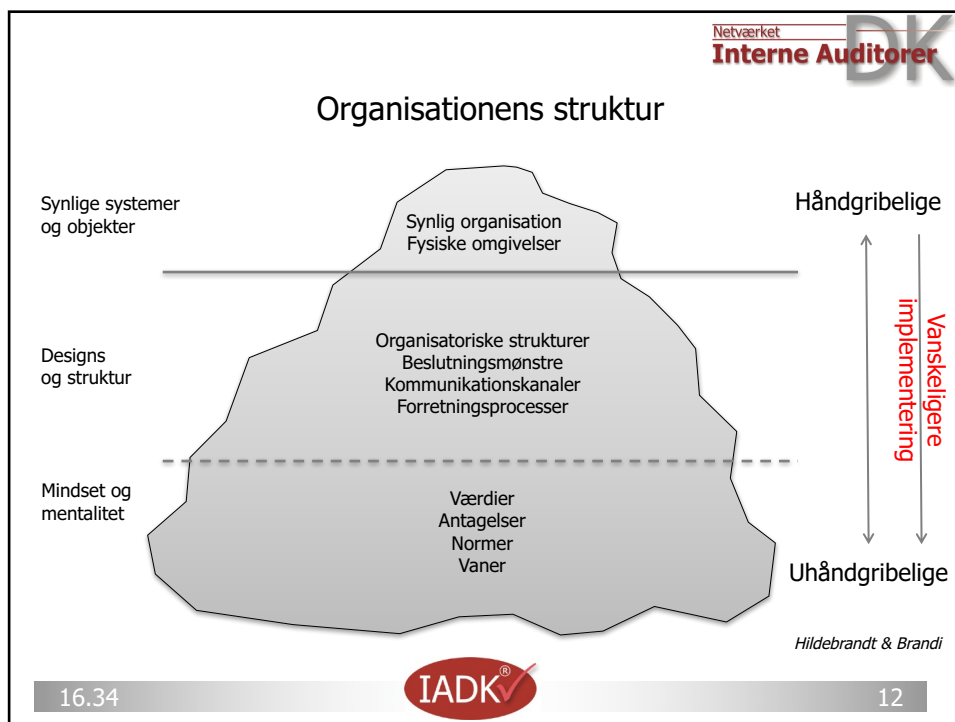 Netværket
Interne Auditorer
DK
Organisationens struktur
Synlige systemer
og objekter
Synlig organisation
Fysiske omgivelser
Håndgribelige
Designs
og struktur
Organisatoriske strukturer
Beslutningsmønstre
Kommunikationskanaler
Forretningsprocesser
Vanskeligere
implementering
Mindset og
mentalitet
Værdier
Antagelser
Normer
Vaner
Uhåndgribelige
Hildebrandt & Brandi
16.34
IADK®
12